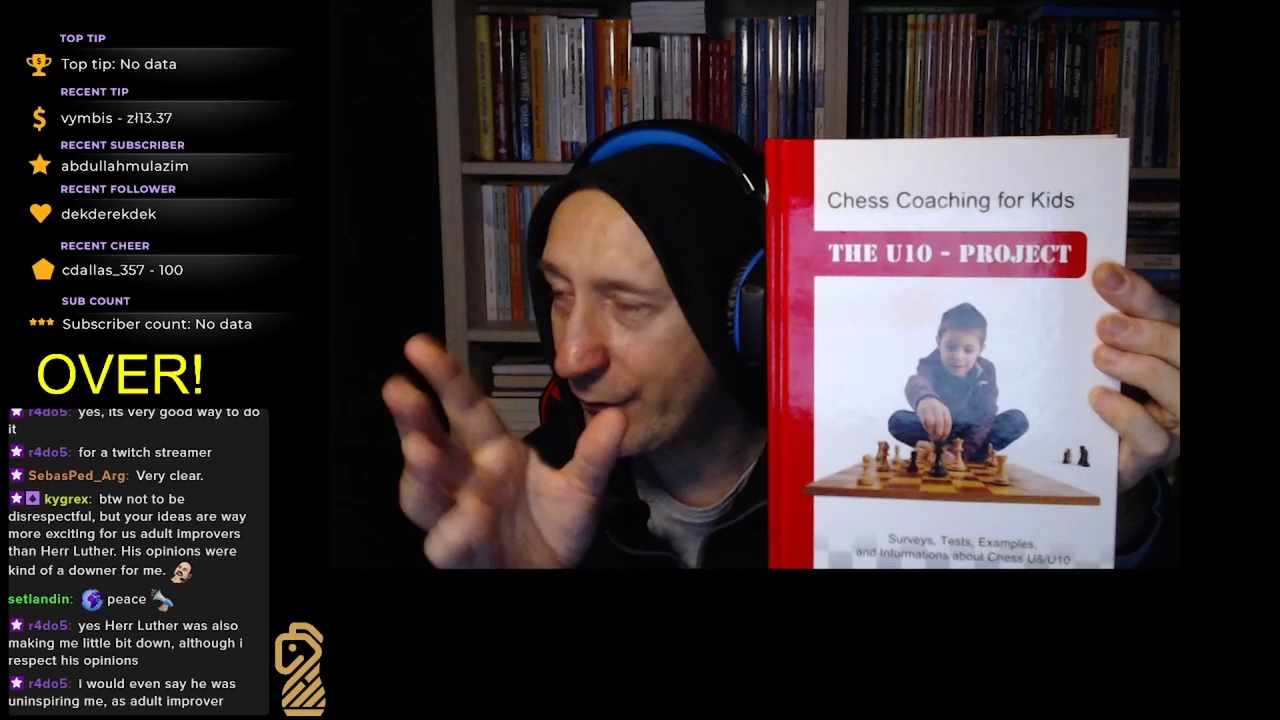 TOP TIP
Top tip: No data
RECENT TIP
vymbis - zł13.37
RECENT SUBSCRIBER
abdullahmulazim
RECENT FOLLOWER
dekderekdek
RECENT CHEER
cdallas_357 - 100
SUB COUNT
Subscriber count: No data
OVER!
r4do5: yes, its very good way to do
it
r4do5: for a twitch streamer
SebasPed_Arg: Very clear.
kygrex: btw not to be
disrespectful, but your ideas are way
more exciting for us adult improvers
than Herr Luther. His opinions were
kind of a downer for me.
setlandin: peace
r4do5: yes Herr Luther was also
making me little bit down, although i
respect his opinions
r4do5: I would even say he was
uninspiring me, as adult improver
Chess Coaching for Kids
THE U10 - PROJECT
Surveys, Tests, Examples,
and Informations about Chess U8/U10